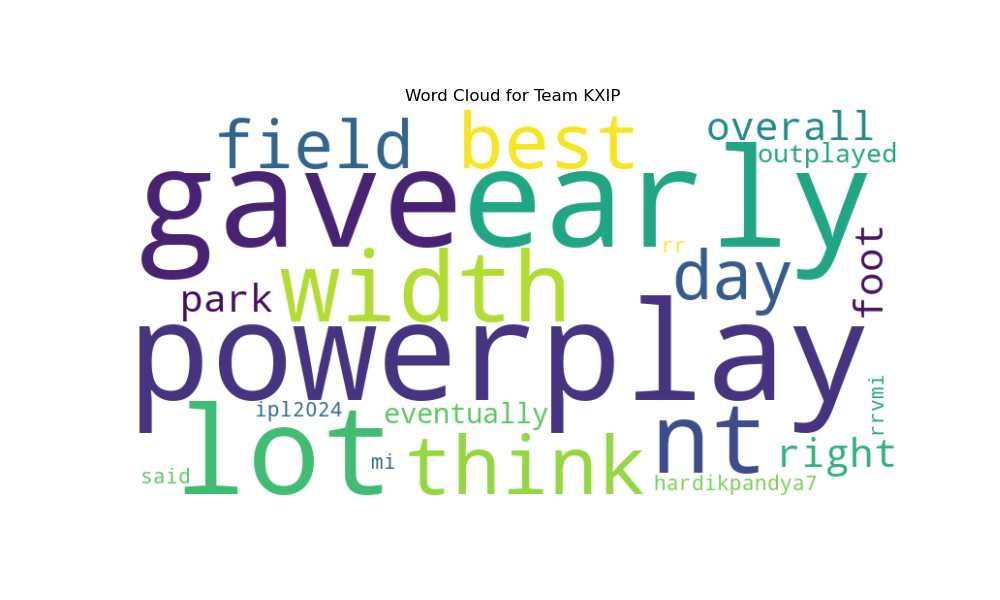 Word Cloud for Team KXIP
field best overall
outplayed
gave early
rr
width day foot
park
powerplay
rrvmi
ipl2024 eventually
lot think nt right
mi
said hardikpandya7